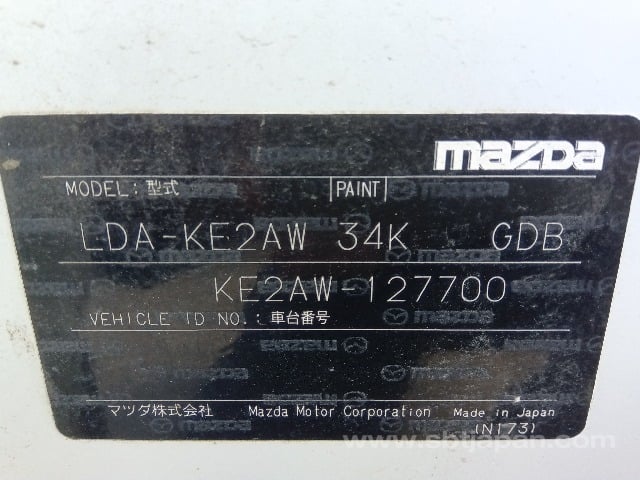 mazda
MODEL: 型式 PAINT
LDA-KE2AW 34K GDB
KE2AW-127700
VEHICLE ID NO.: 車台番号
マツダ株式会社 Mazda Motor Corporation Made in Japan
(N173)
www.sbtjapan.com